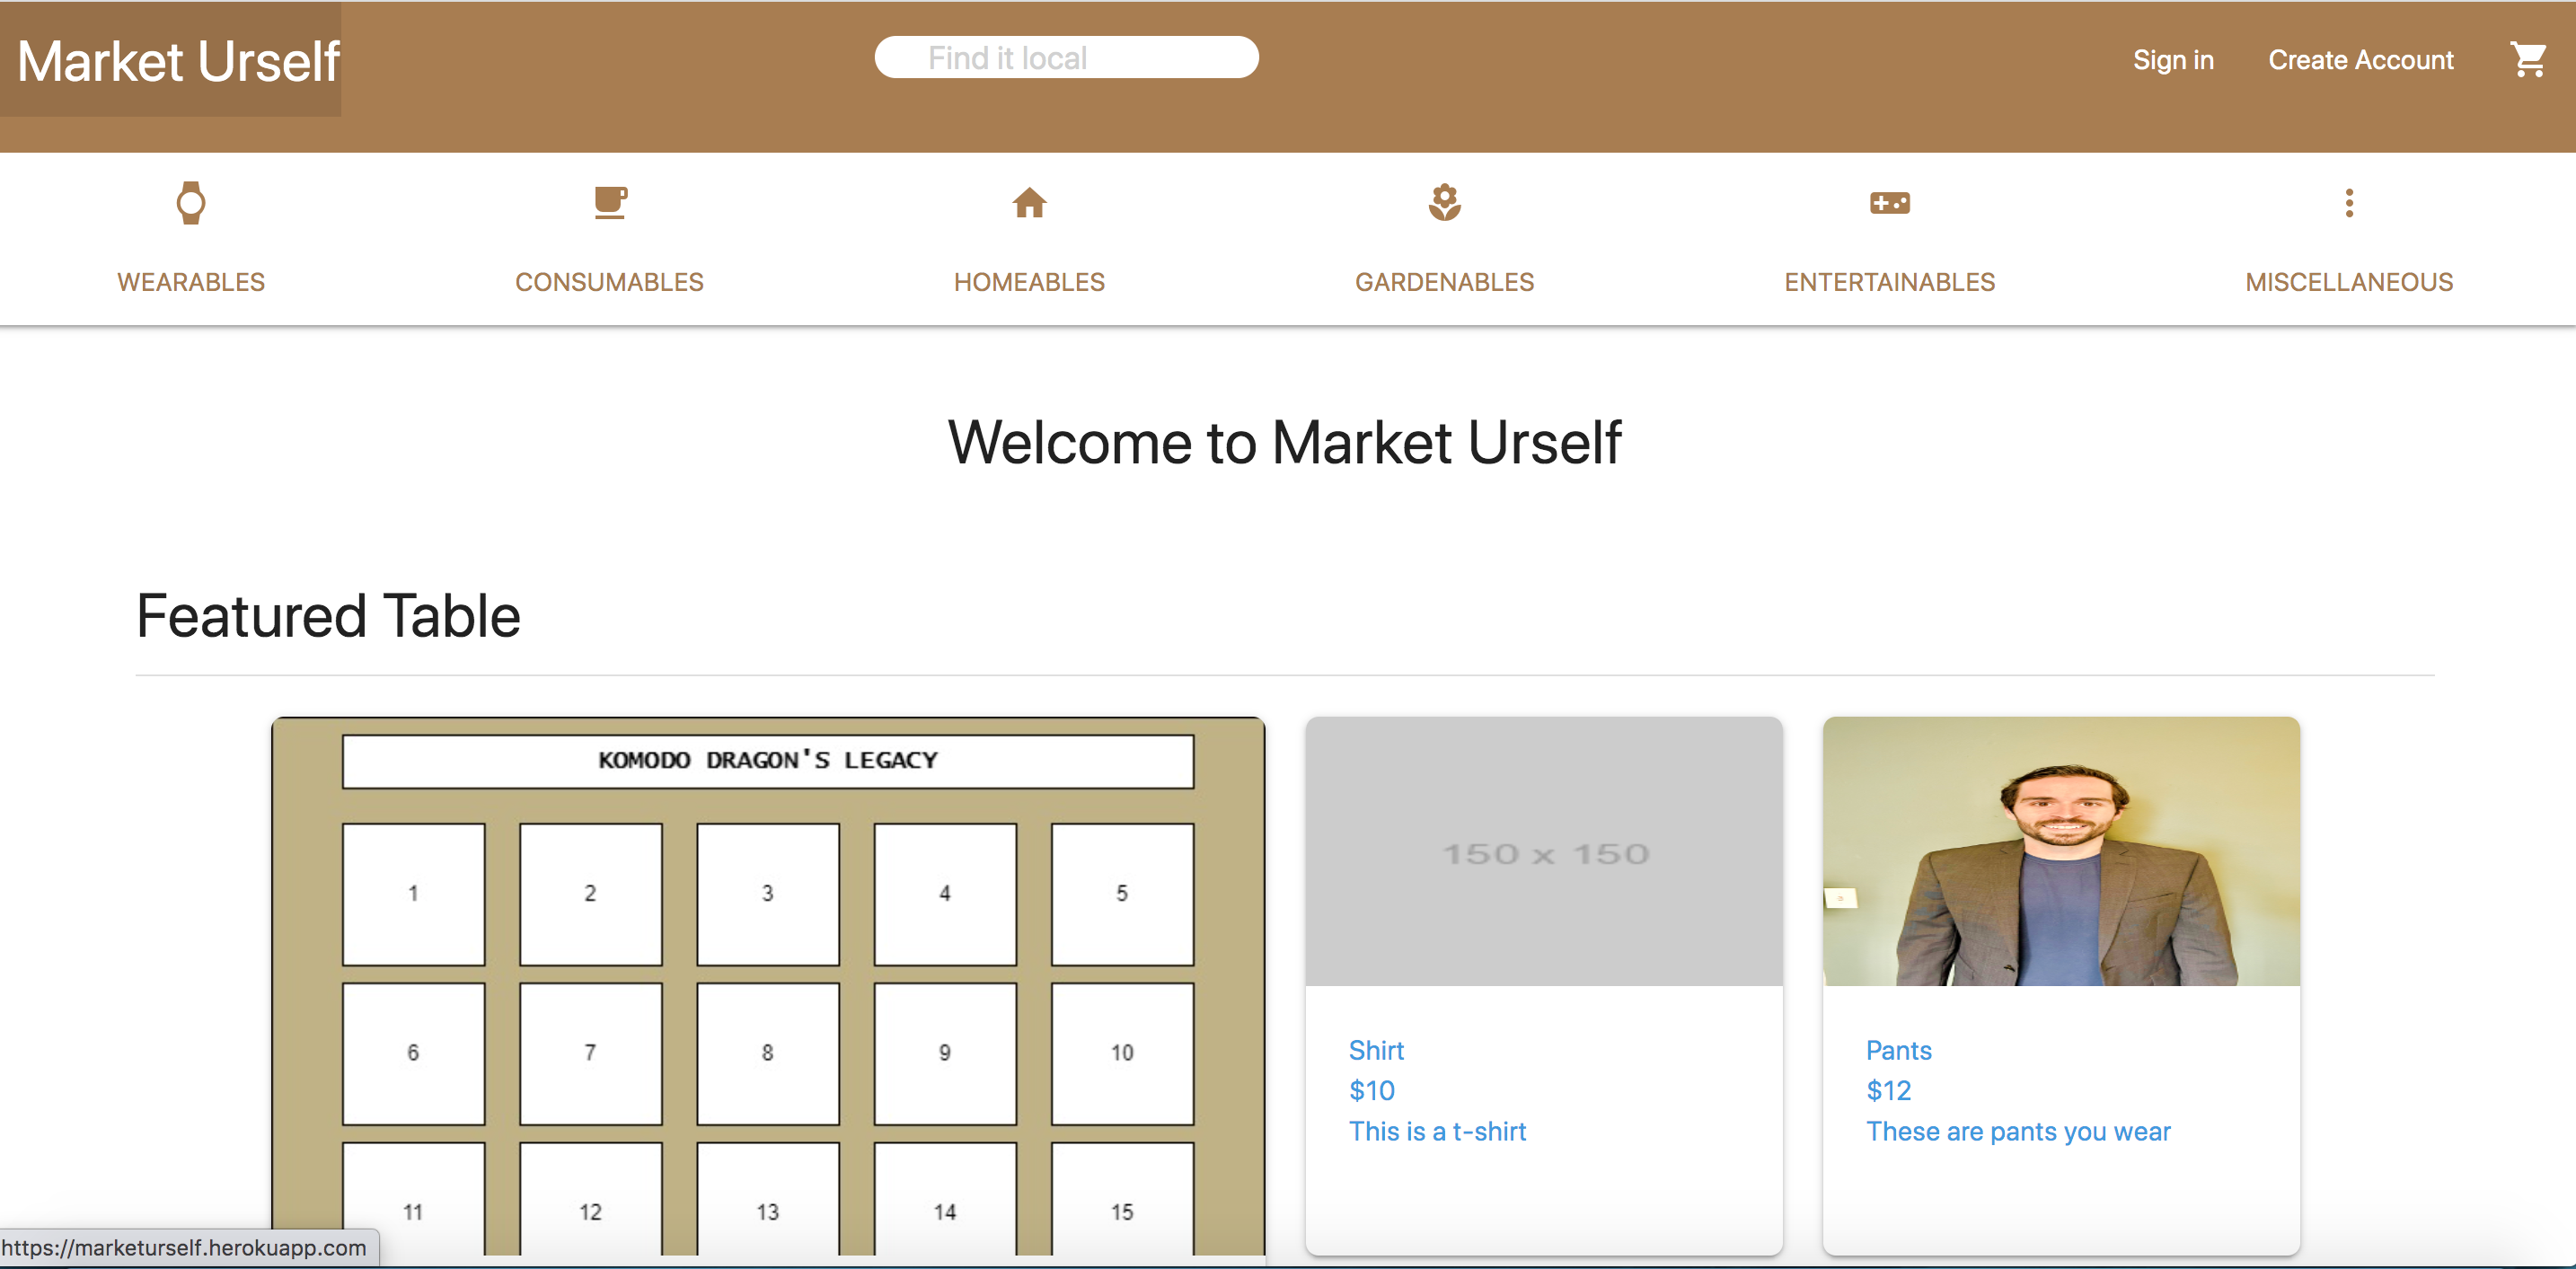 Market Urself
Find it local
Sign in
Create Account
WEARABLES
CONSUMABLES
HOMEABLES
GARDENABLES
ENTERTAINABLES
MISCELLANEOUS
Welcome to Market Urself
Featured Table
KOMODO DRAGON'S LEGACY
1 2 3 4 5
6 7 8 9 10
11 12 13 14 15
150 x 150
Shirt
$10
This is a t-shirt
Pants
$12
These are pants you wear
https://marketurself.herokuapp.com